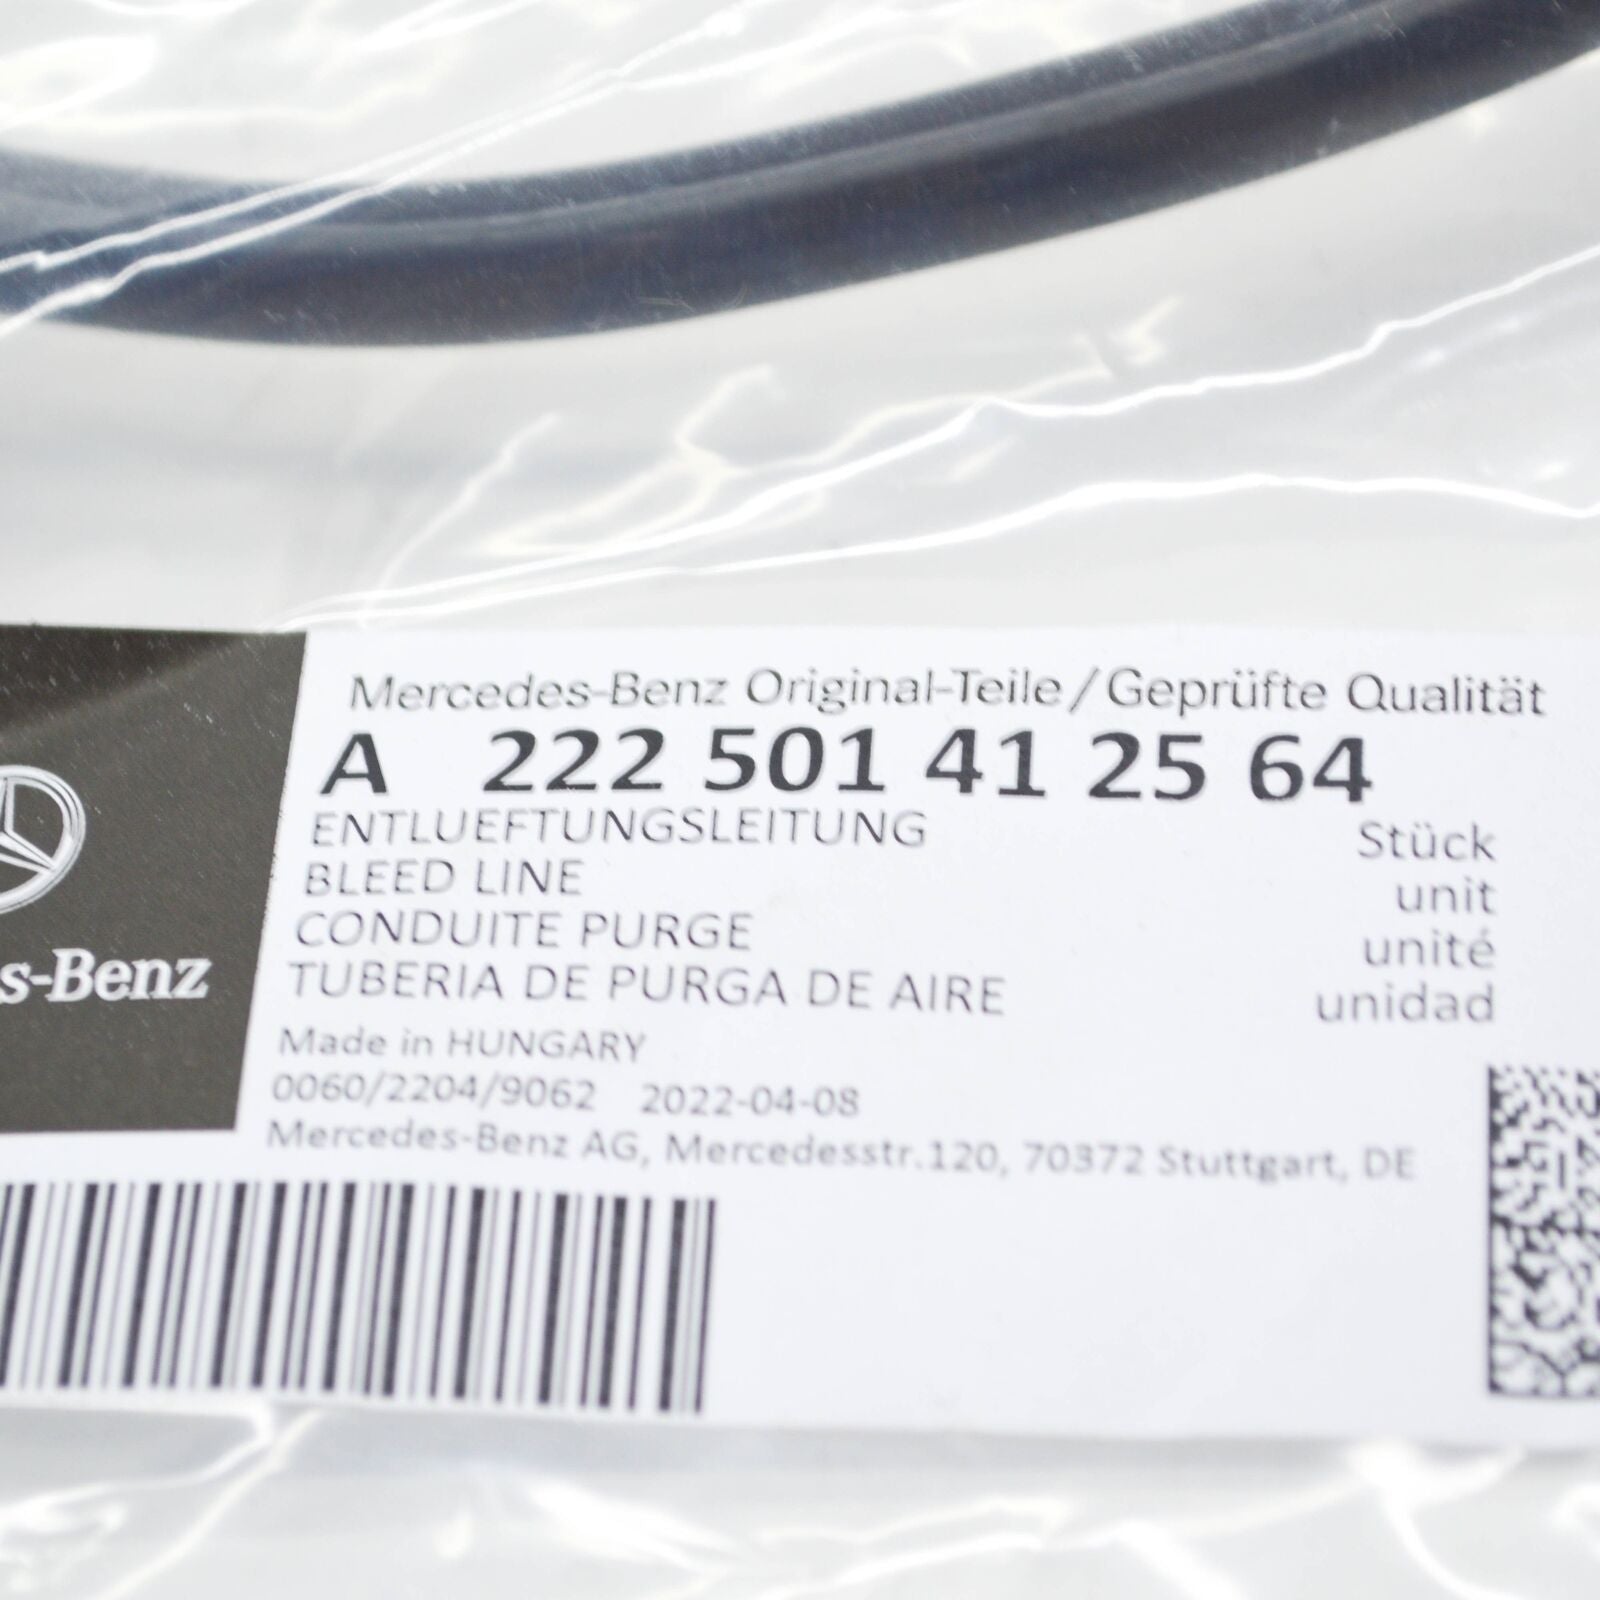 Mercedes-Benz Original-Teile/Geprüfte Qualität
A 222 501 41 25 64
ENTLUEFTUNGSLEITUNG Stück
BLEED LINE unit
CONDUITE PURGE unité
TUBERIA DE PURGA DE AIRE unidad
s-Benz
Made in HUNGARY
0060/2204/9062 2022-04-08
Mercedes-Benz AG, Mercedesstr.120, 70372 Stuttgart, DE